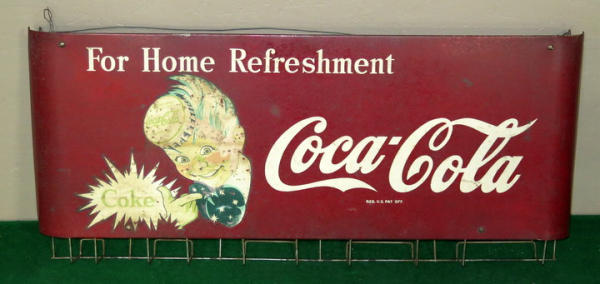 For Home Refreshment
Coca-Cola
Coke
REG. U.S. PAT. OFF.